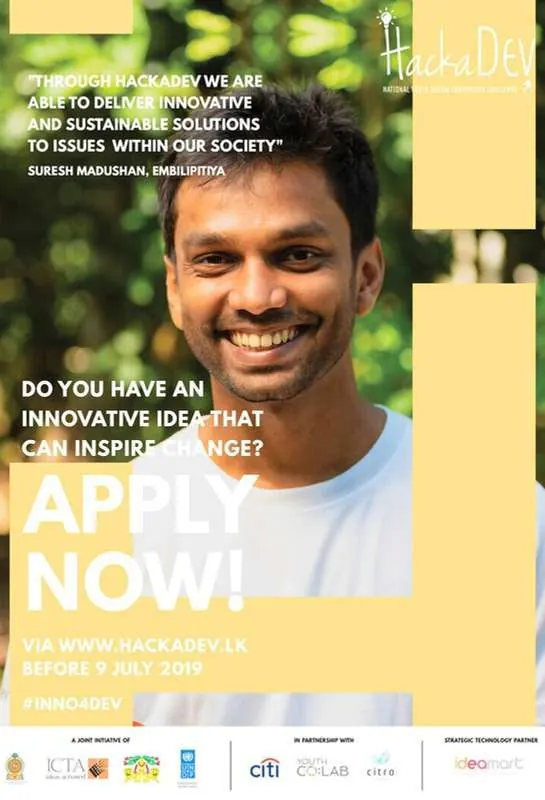 HackaDEV
"THROUGH HACKADEV WE ARE
ABLE TO DELIVER INNOVATIVE
AND SUSTAINABLE SOLUTIONS
TO ISSUES WITHIN OUR SOCIETY"
SURESH MADUSHAN, EMBILIPITIYA
DO YOU HAVE AN
INNOVATIVE IDEA THAT
CAN INSPIRE CHANGE?
APPLY
NOW!
VIA WWW.HACKADEV.LK
BEFORE 9 JULY 2019
#INNO4DEV
A JOINT INITIATIVE OF
IN PARTNERSHIP WITH
STRATEGIC TECHNOLOGY PARTNER
ICTA
UNDP
citi
YOUTH
CO:LAB
citra
ideamart